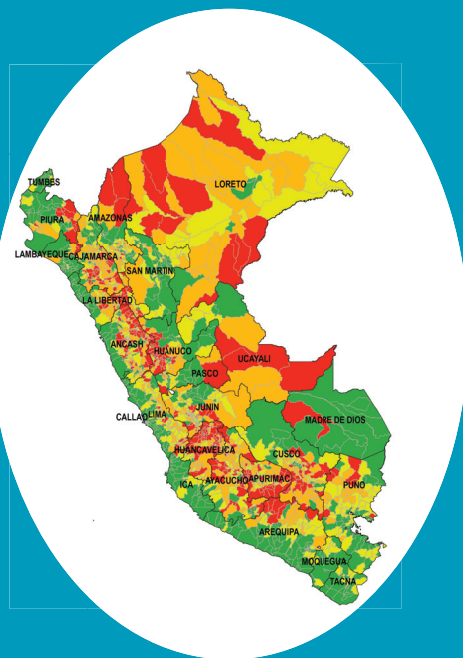 LORETO
TUMBES
PIURA
AMAZONAS
LAMBAYEQUE
CAJAMARCA
SAN MARTIN
LA LIBERTAD
ANCASH
HUÁNUCO
UCAYALI
PASCO
JUNIN
CALLAO
LIMA
MADRE DE DIOS
HUANCAVELICA
CUSCO
ICA
AYACUCHO
APURIMAC
PUNO
AREQUIPA
MOQUEGUA
TACNA